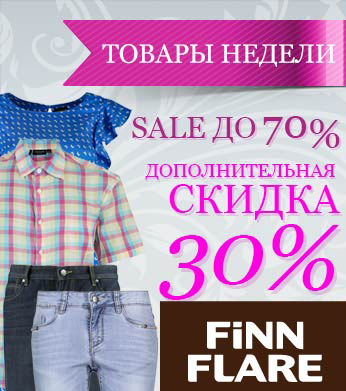 ТОВАРЫ НЕДЕЛИ
SALE ДО 70%
ДОПОЛНИТЕЛЬНАЯ
СКИДКА
30%
FiNN
FLARE